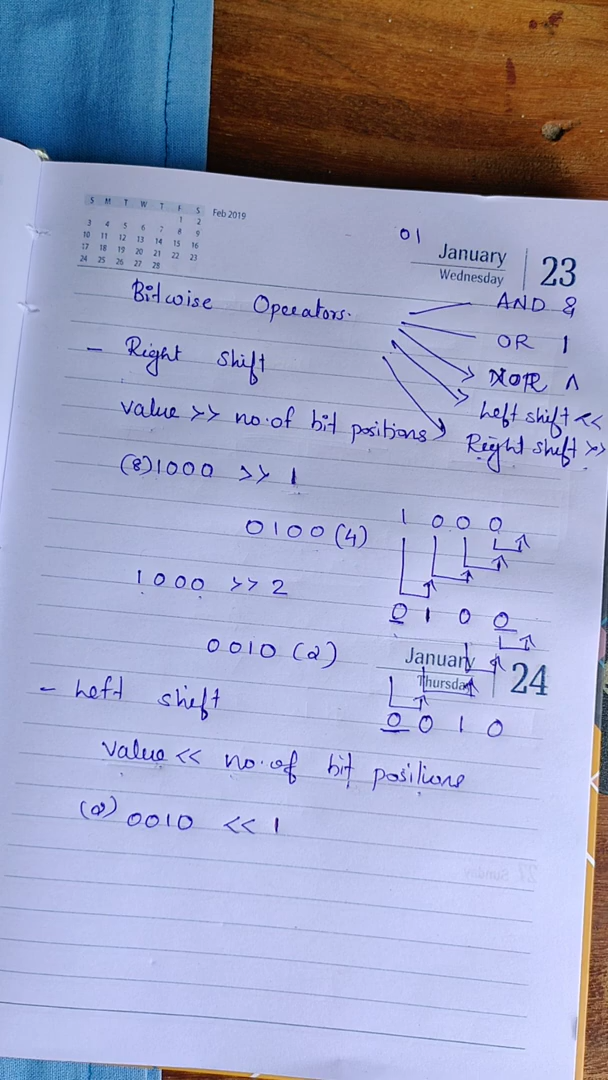 S M T W T F S Feb 2019
1 2
3 4 5 6 7 8 9
10 11 12 13 14 15 16
17 18 19 20 21 22 23
24 25 26 27 28
01
January
Wednesday 23
Bitwise Operators.
AND &
OR |
XOR ^
Left shift <<
Right shift >>
- Right shift
value >> no. of bit positions
(8)1000 >> 1
0100 (4)
1 0 0 0
0 1 0 0
1000 >> 2
0010 (2)
January
Thursday 24
0 0 1 0
- Left shift
value << no. of bit positions
(2) 0010 << 1
27 Sunday